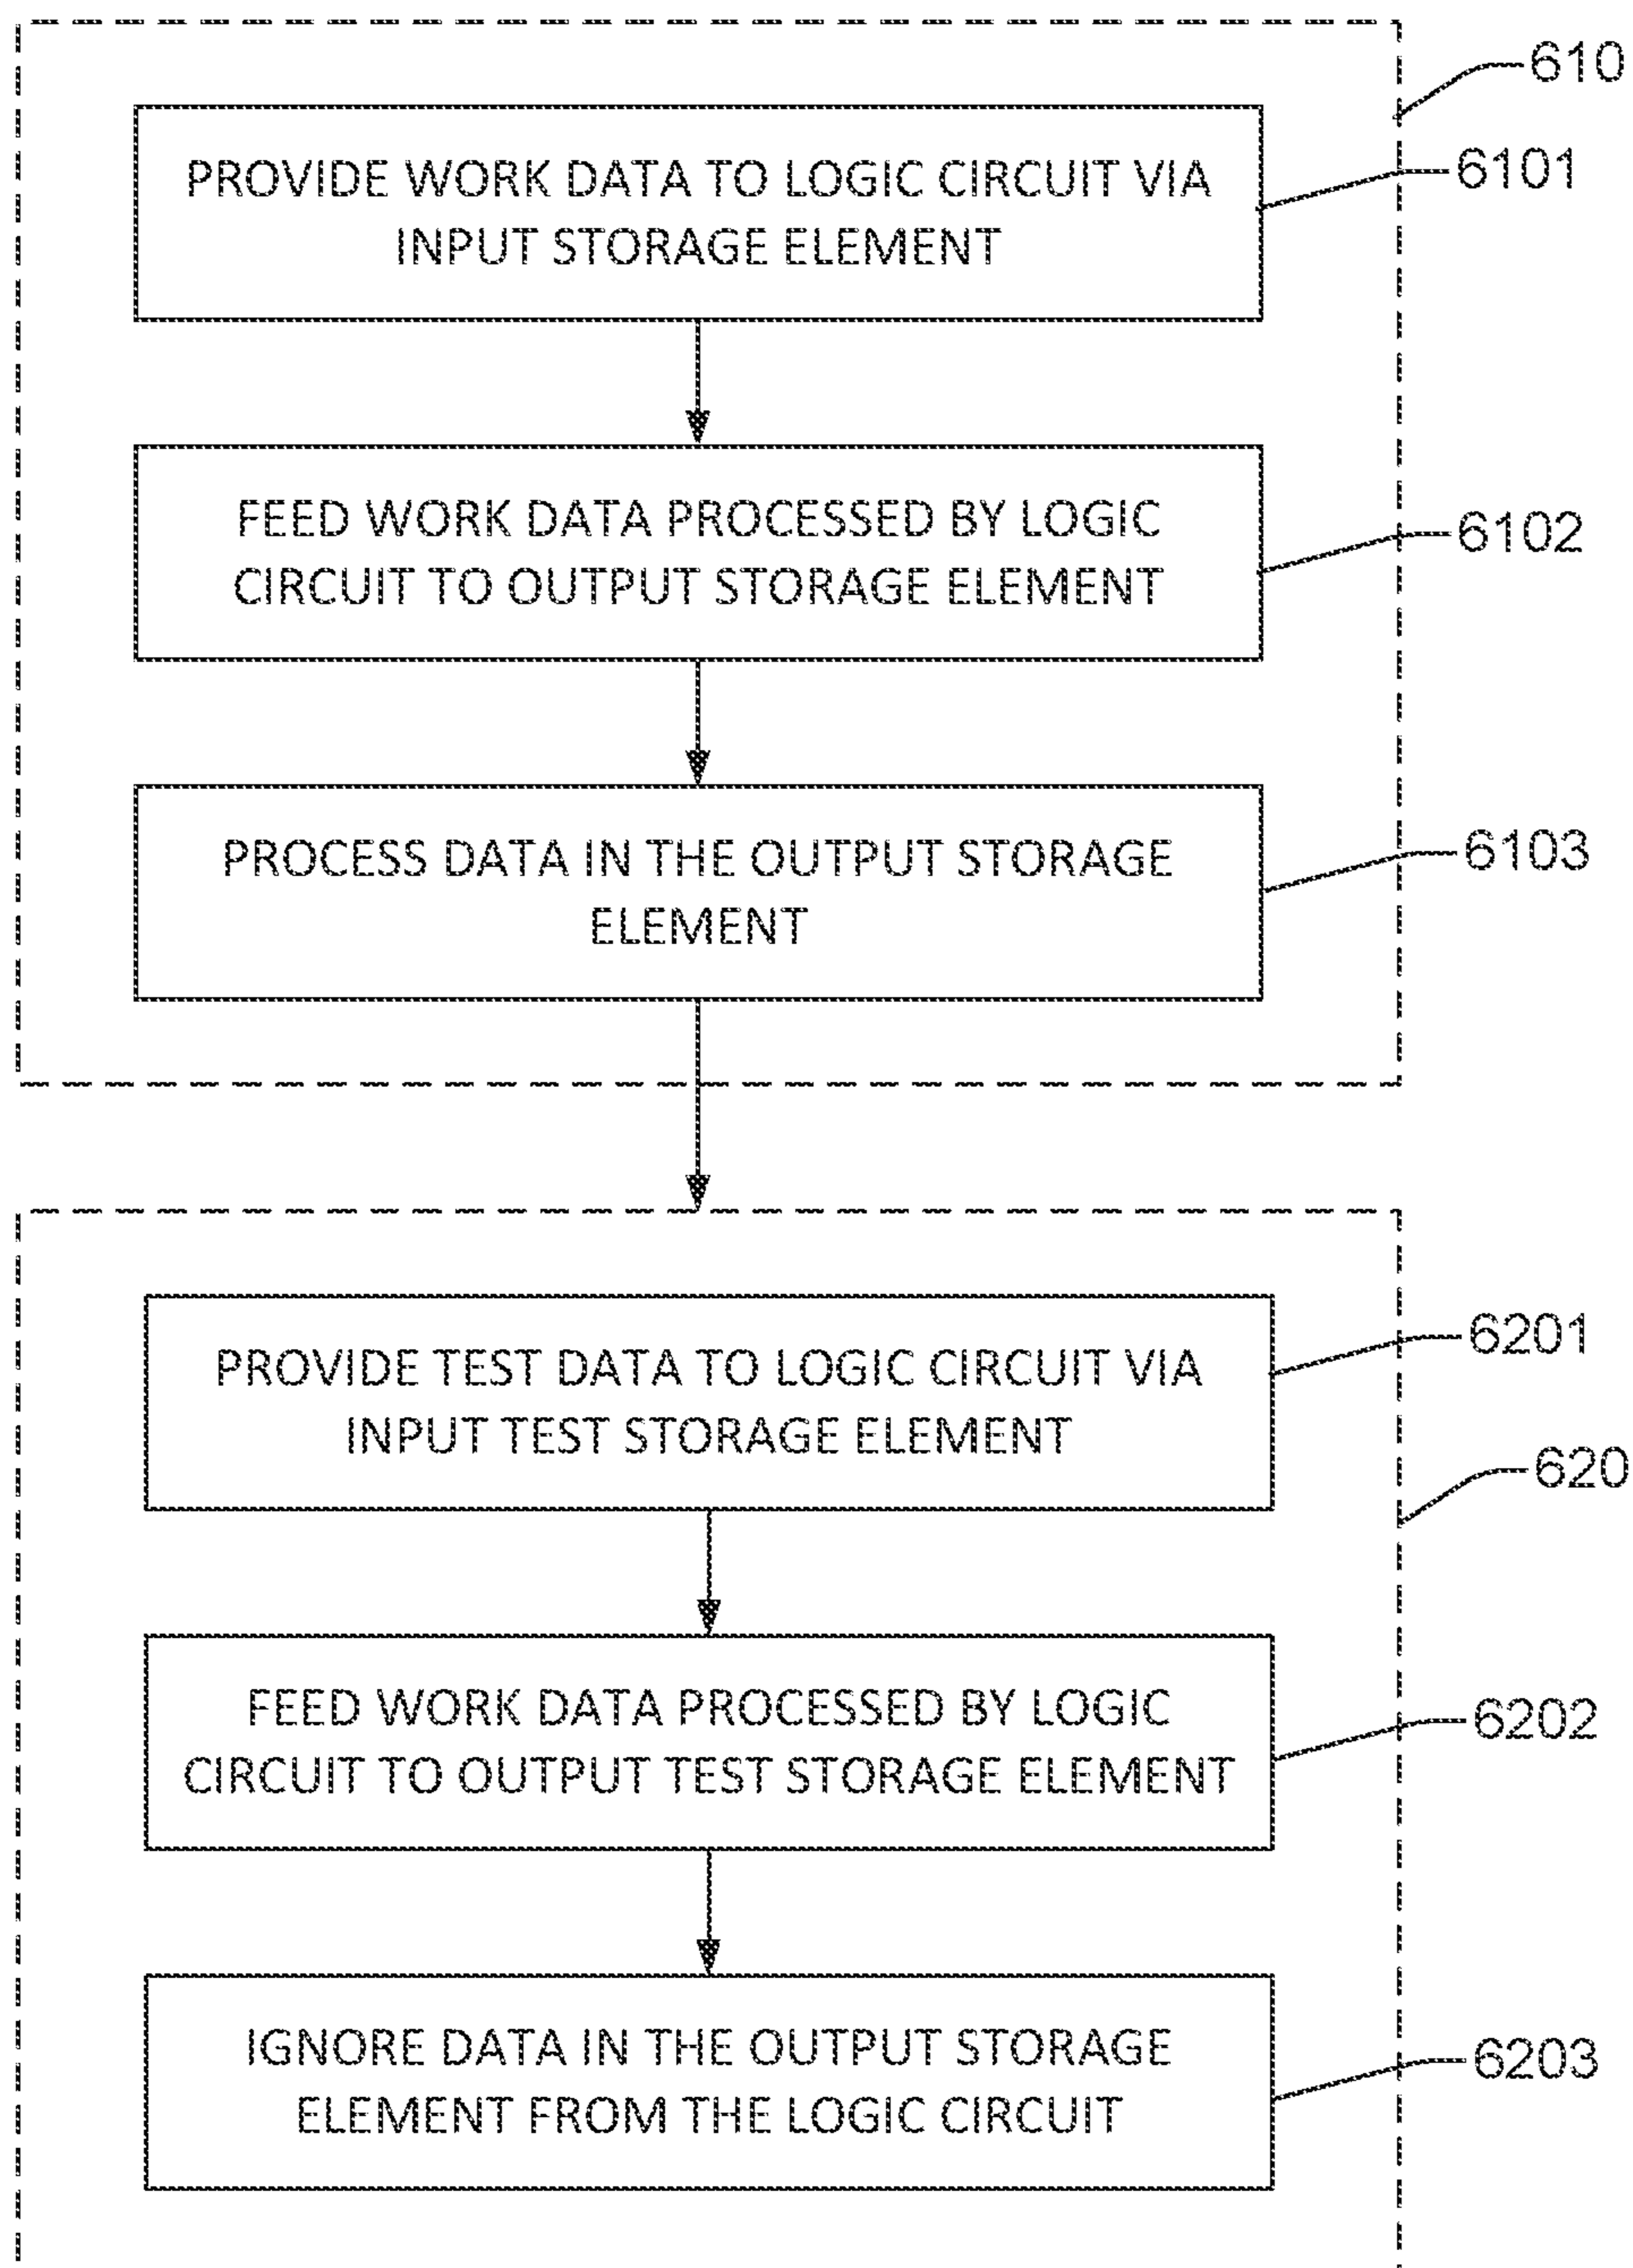 610
PROVIDE WORK DATA TO LOGIC CIRCUIT VIA
INPUT STORAGE ELEMENT
6101
FEED WORK DATA PROCESSED BY LOGIC
CIRCUIT TO OUTPUT STORAGE ELEMENT
6102
PROCESS DATA IN THE OUTPUT STORAGE
ELEMENT
6103
PROVIDE TEST DATA TO LOGIC CIRCUIT VIA
INPUT TEST STORAGE ELEMENT
6201
620
FEED WORK DATA PROCESSED BY LOGIC
CIRCUIT TO OUTPUT TEST STORAGE ELEMENT
6202
IGNORE DATA IN THE OUTPUT STORAGE
ELEMENT FROM THE LOGIC CIRCUIT
6203